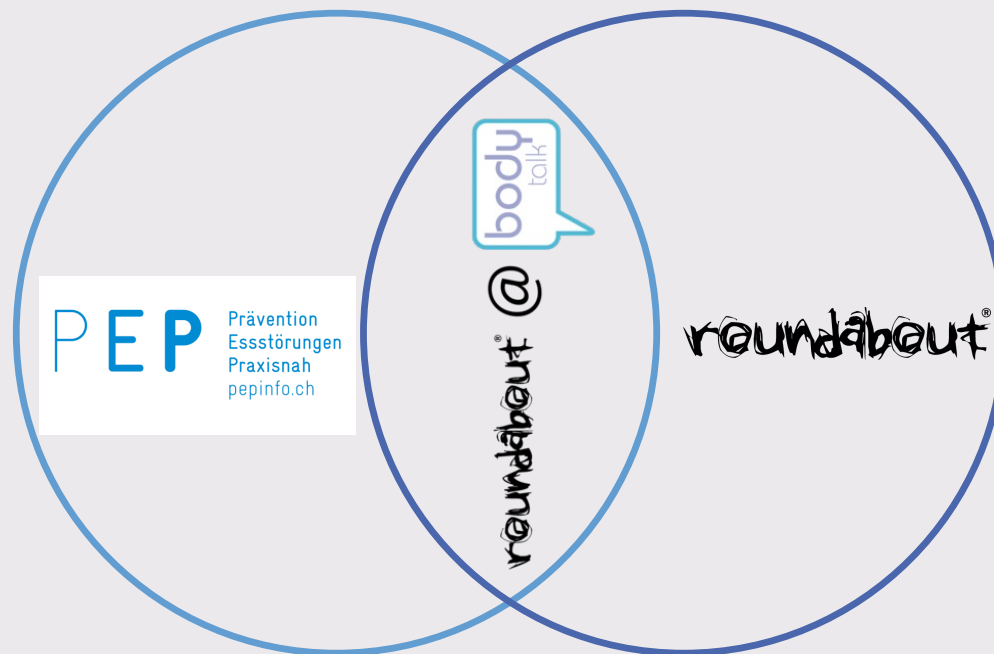 PEP
Prävention
Essstörungen
Praxisnah
pepinfo.ch
roundabout® @ body
talk
roundabout®